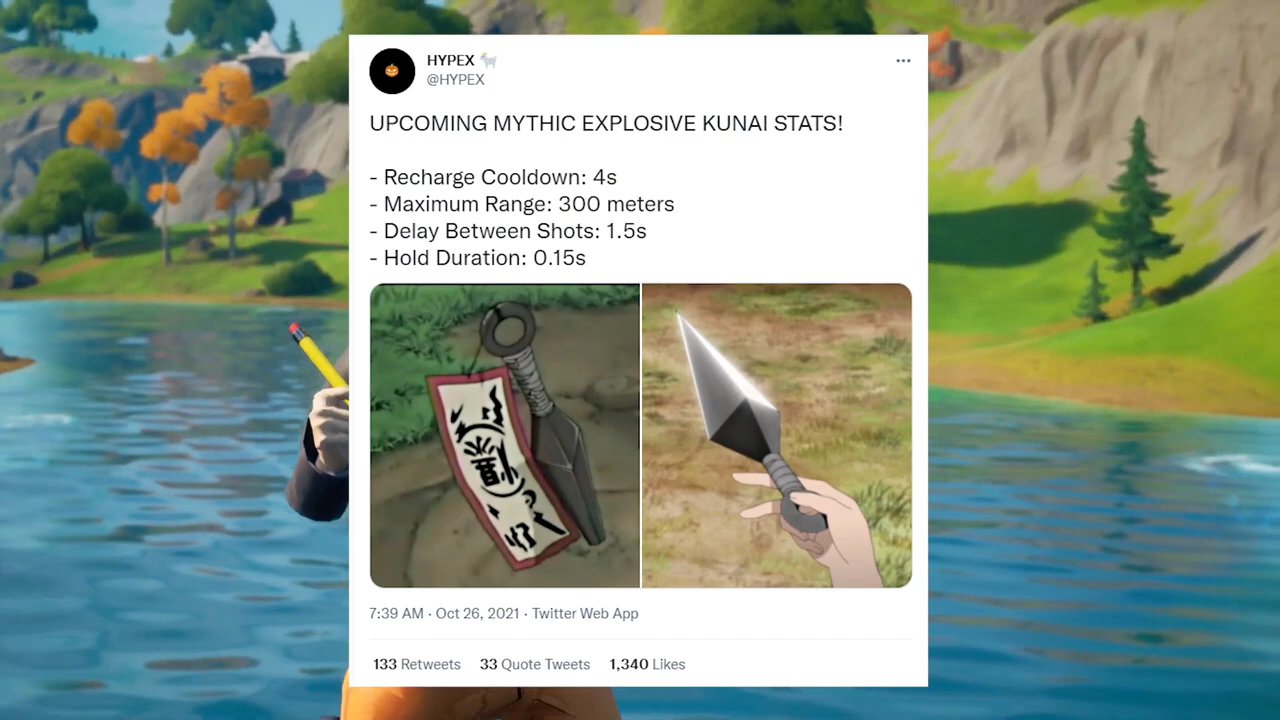 HYPEX 🐐
@HYPEX
UPCOMING MYTHIC EXPLOSIVE KUNAI STATS!
- Recharge Cooldown: 4s
- Maximum Range: 300 meters
- Delay Between Shots: 1.5s
- Hold Duration: 0.15s
7:39 AM · Oct 26, 2021 · Twitter Web App
133 Retweets 33 Quote Tweets 1,340 Likes